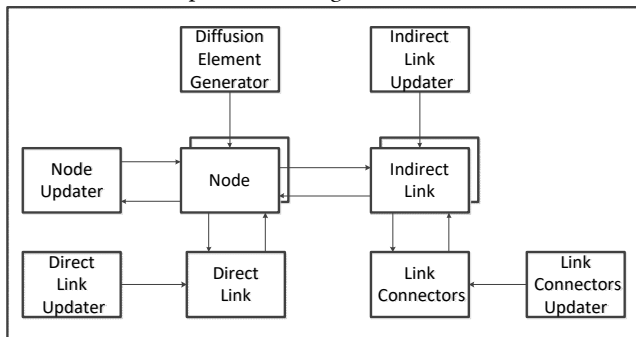 Diffusion
Element
Generator
Indirect
Link
Updater
Node
Updater
Node
Indirect
Link
Direct
Link
Updater
Direct
Link
Link
Connectors
Link
Connectors
Updater